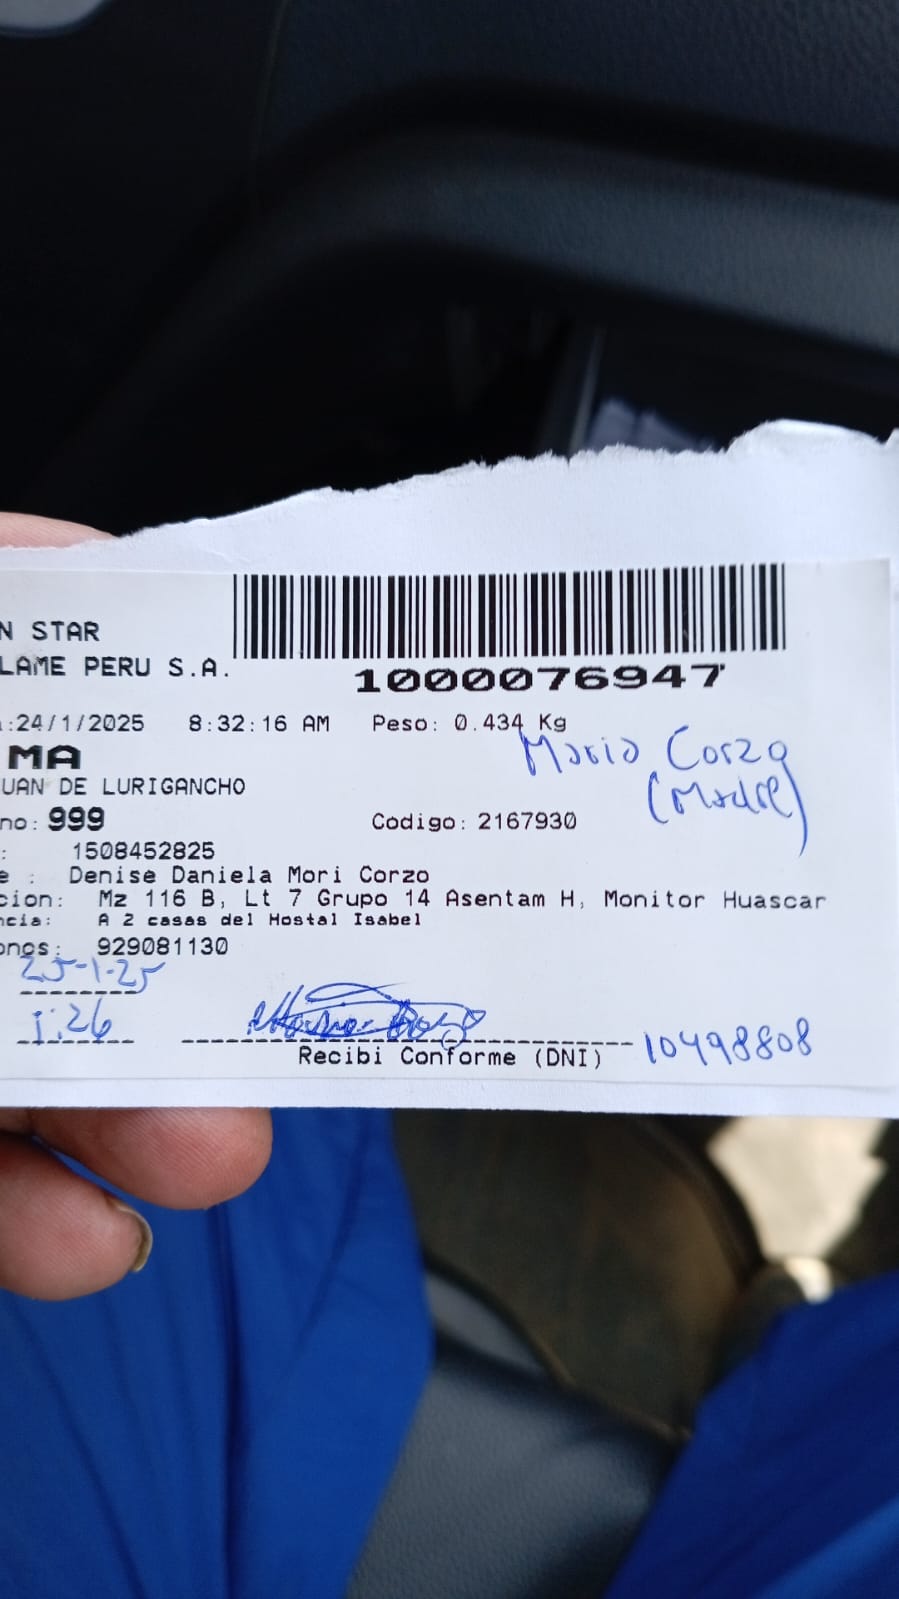 N STAR
LAME PERU S.A.
1000076947
:24/1/2025 8:32:16 AM Peso: 0.434 Kg
MA
Maria Corzo
UAN DE LURIGANCHO
(Madre)
no: 999 Codigo: 2167930
: 1508452825
e : Denise Daniela Mori Corzo
cion: Mz 116 B, Lt 7 Grupo 14 Asentam H, Monitor Huascar
ncia: A 2 casas del Hostal Isabel
onos: 929081130
25-1-25
1:26
Recibi Conforme (DNI) 10498808